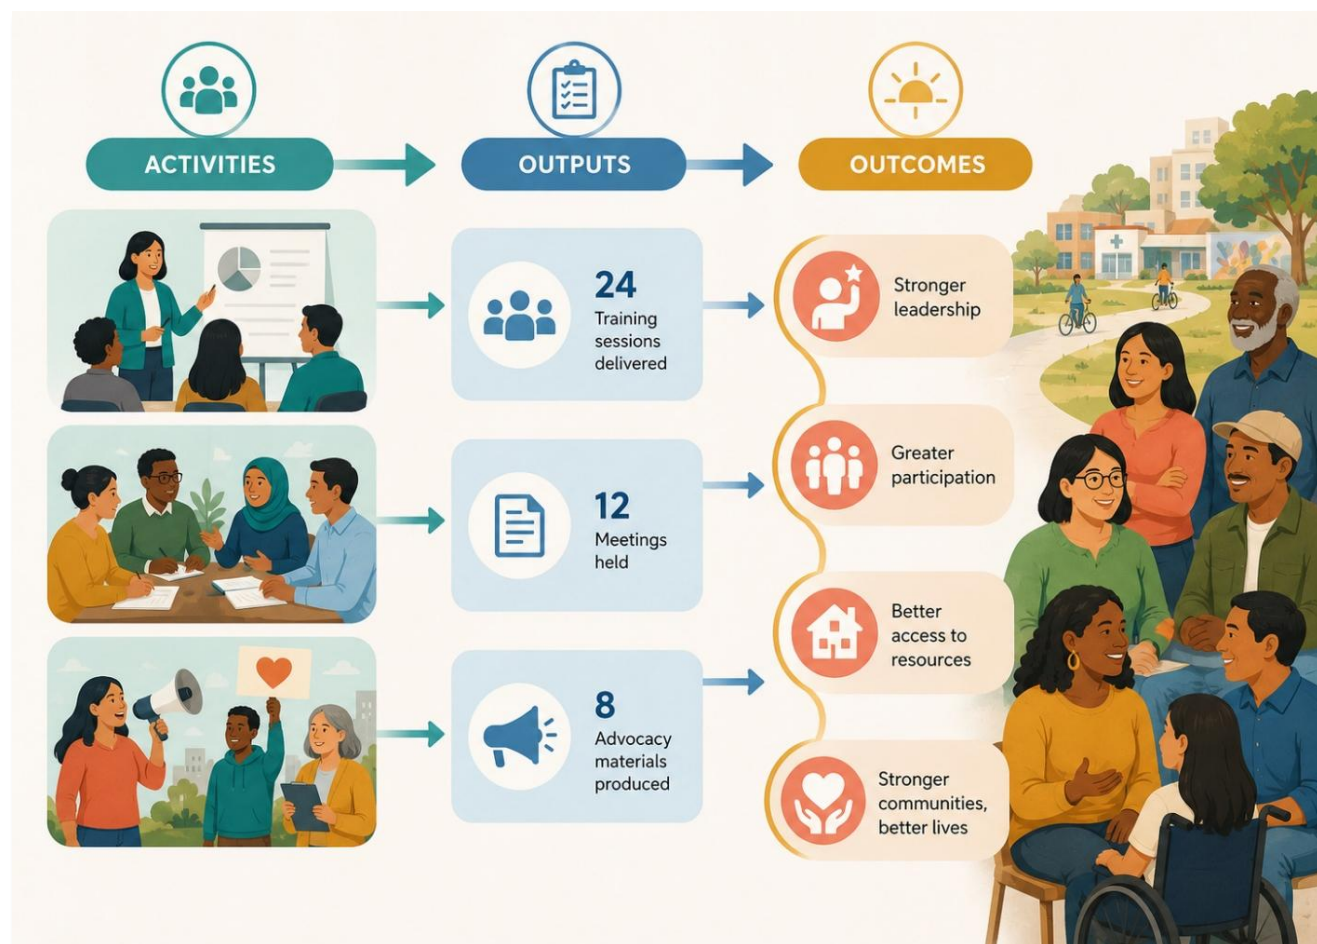 ACTIVITIES
OUTPUTS
OUTCOMES
24
Training
sessions
delivered
12
Meetings
held
8
Advocacy
materials
produced
Stronger
leadership
Greater
participation
Better
access to
resources
Stronger
communities,
better lives